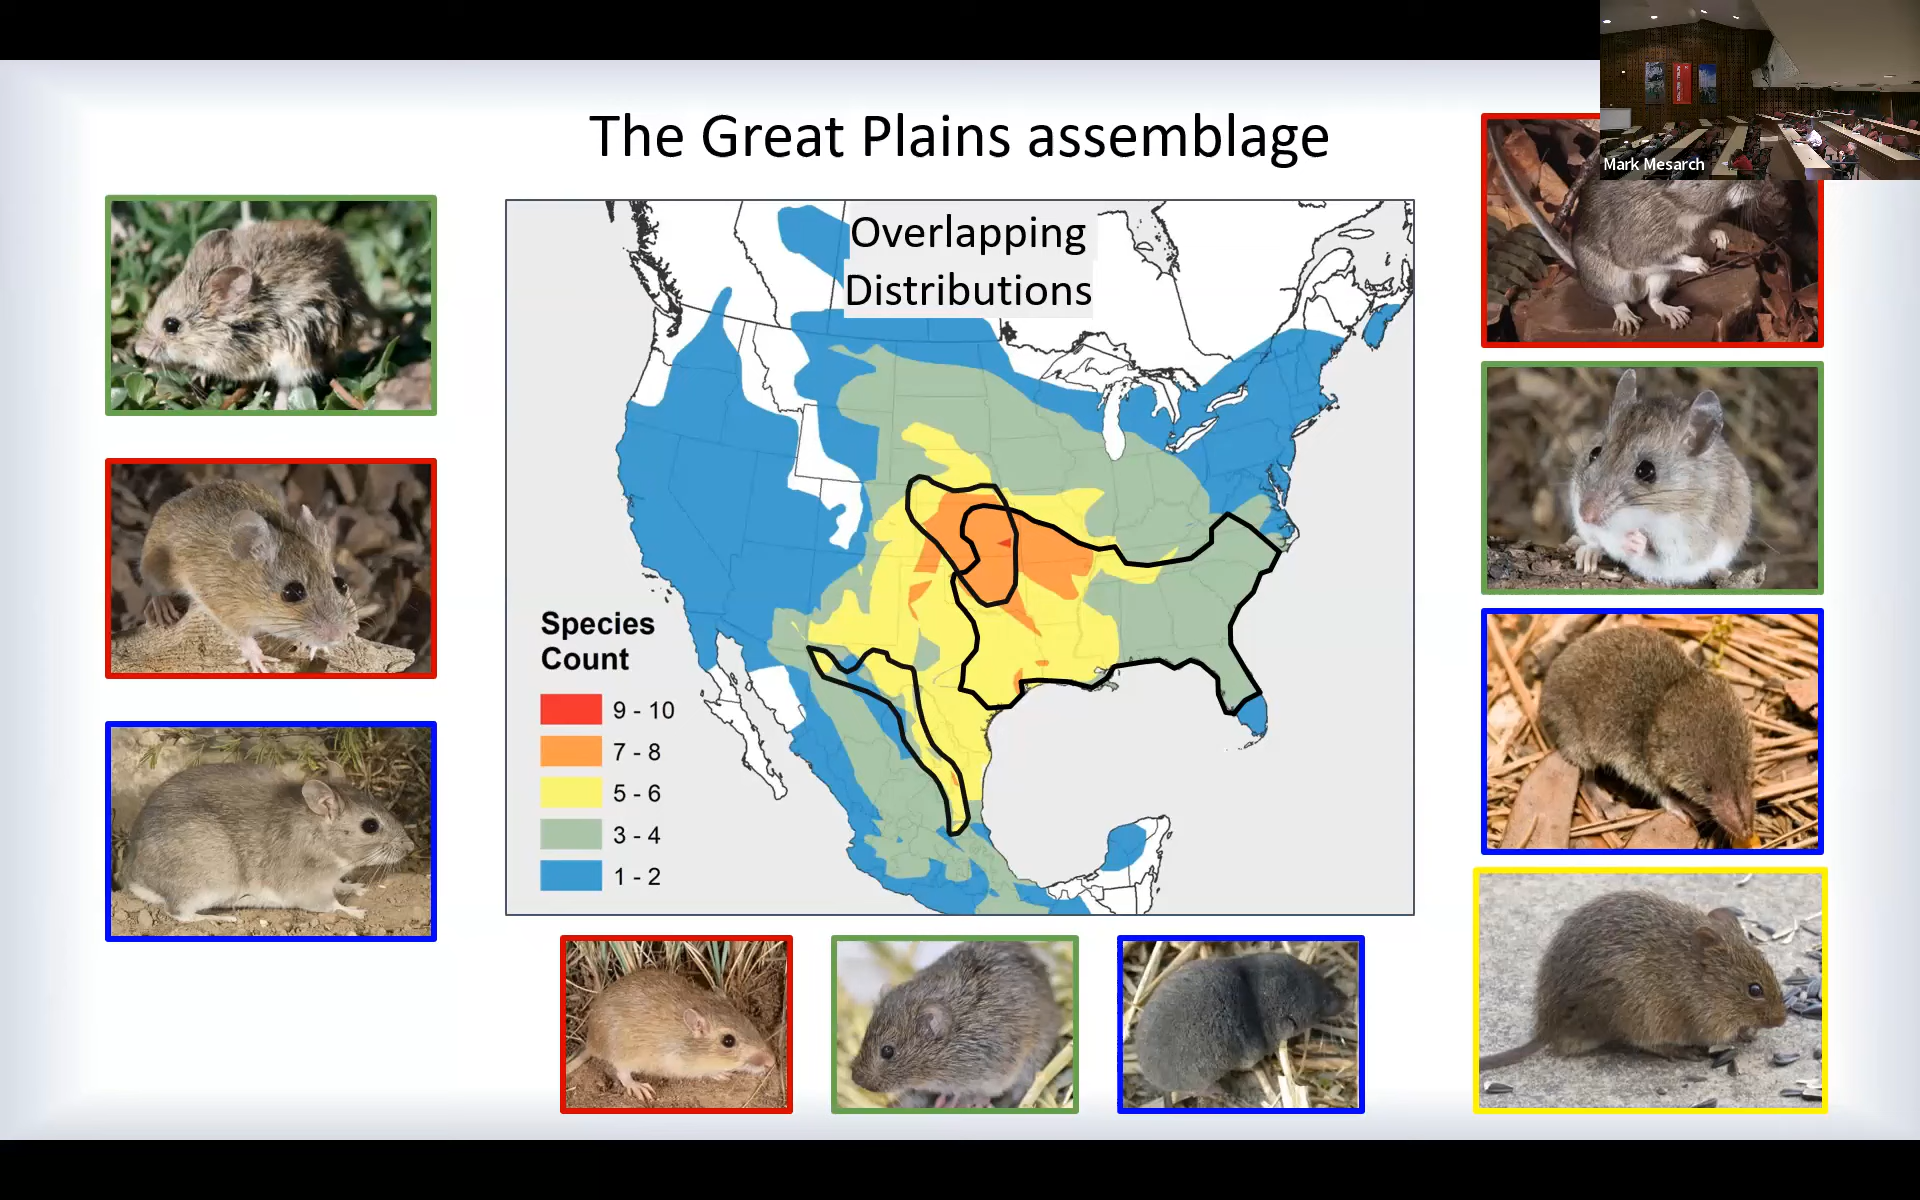 The Great Plains assemblage
Mark Mesarch
Overlapping
Distributions
Species
Count
9 - 10
7 - 8
5 - 6
3 - 4
1 - 2